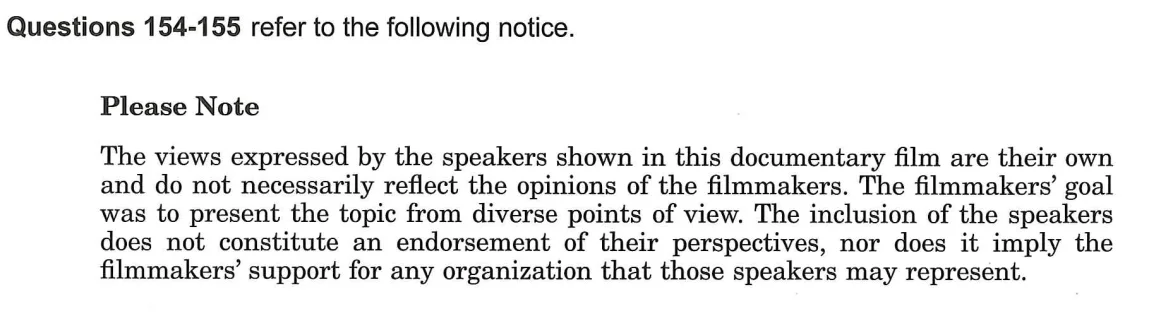 Questions 154-155 refer to the following notice.
Please Note
The views expressed by the speakers shown in this documentary film are their own
and do not necessarily reflect the opinions of the filmmakers. The filmmakers’ goal
was to present the topic from diverse points of view. The inclusion of the speakers
does not constitute an endorsement of their perspectives, nor does it imply the
filmmakers’ support for any organization that those speakers may represent.